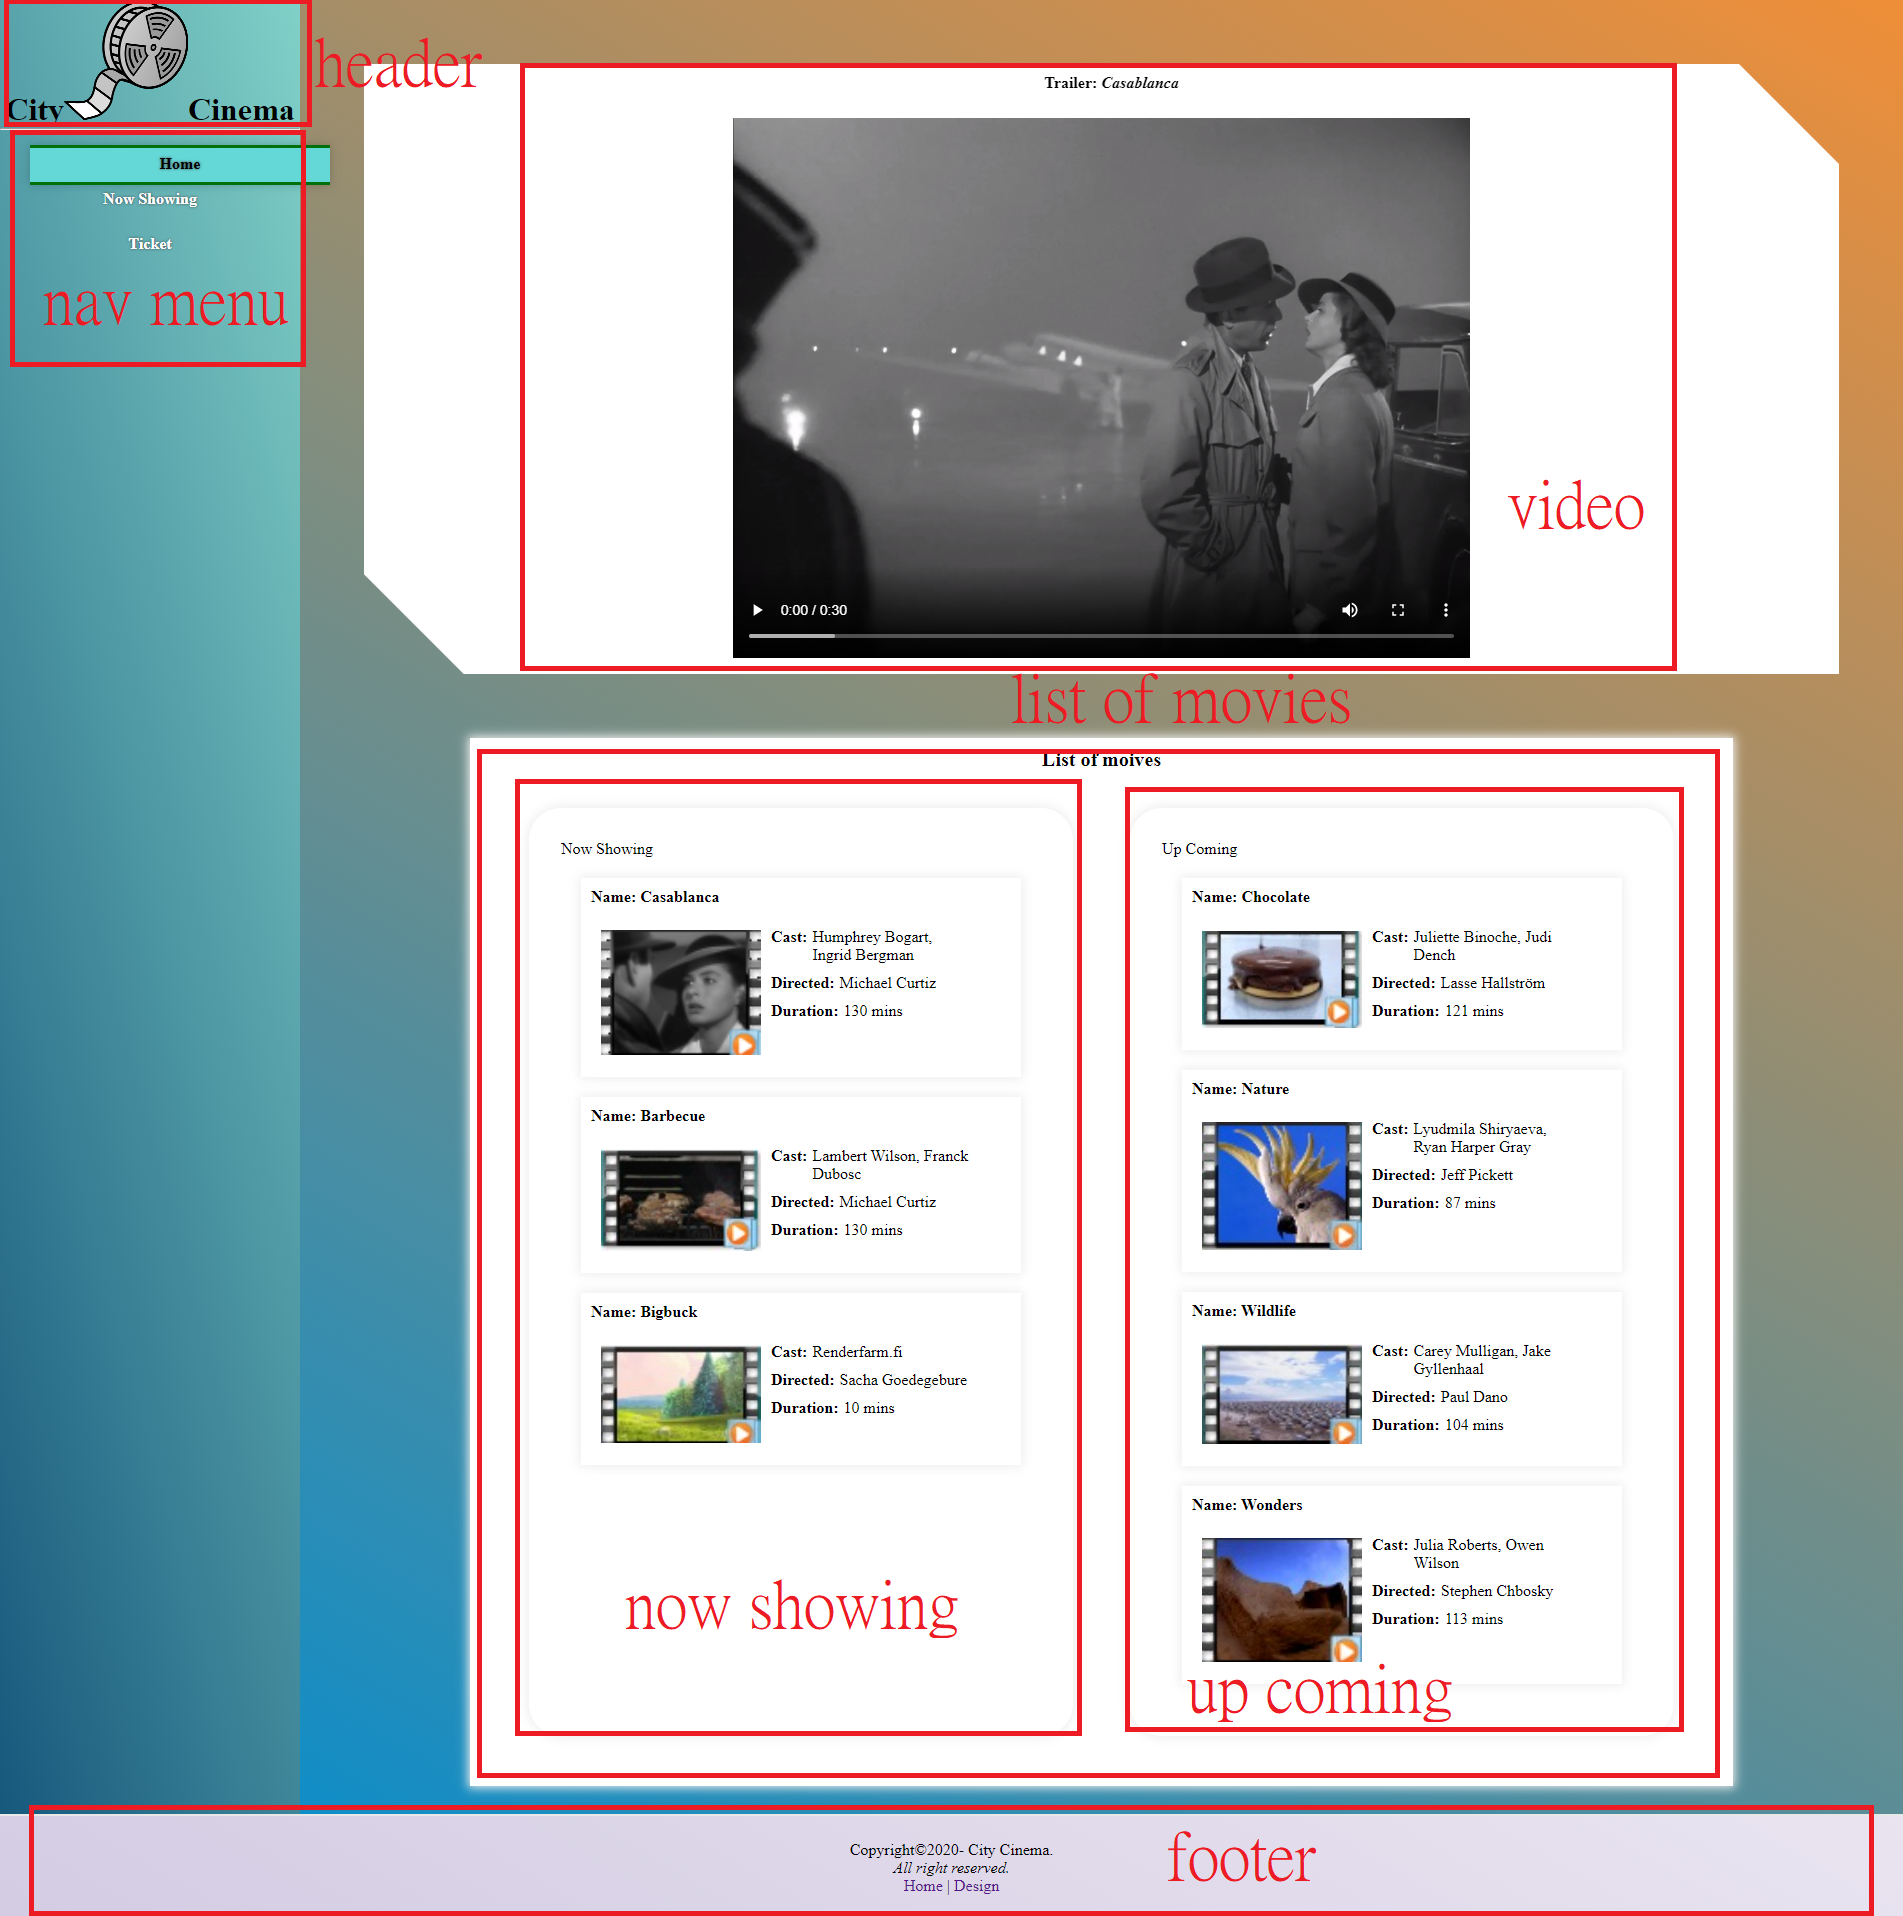 header
City Cinema
Home
Now Showing
Ticket
nav menu
Trailer: Casablanca
video
0:00 / 0:30
list of movies
List of moives
Now Showing
Name: Casablanca
Cast: Humphrey Bogart,
Ingrid Bergman
Directed: Michael Curtiz
Duration: 130 mins
Name: Barbecue
Cast: Lambert Wilson, Franck
Dubosc
Directed: Michael Curtiz
Duration: 130 mins
Name: Bigbuck
Cast: Renderfarm.fi
Directed: Sacha Goedegebure
Duration: 10 mins
now showing
Up Coming
Name: Chocolate
Cast: Juliette Binoche, Judi
Dench
Directed: Lasse Hallström
Duration: 121 mins
Name: Nature
Cast: Lyudmila Shiryaeva,
Ryan Harper Gray
Directed: Jeff Pickett
Duration: 87 mins
Name: Wildlife
Cast: Carey Mulligan, Jake
Gyllenhaal
Directed: Paul Dano
Duration: 104 mins
Name: Wonders
Cast: Julia Roberts, Owen
Wilson
Directed: Stephen Chbosky
Duration: 113 mins
up coming
Copyright©2020- City Cinema.
All right reserved.
Home | Design
footer